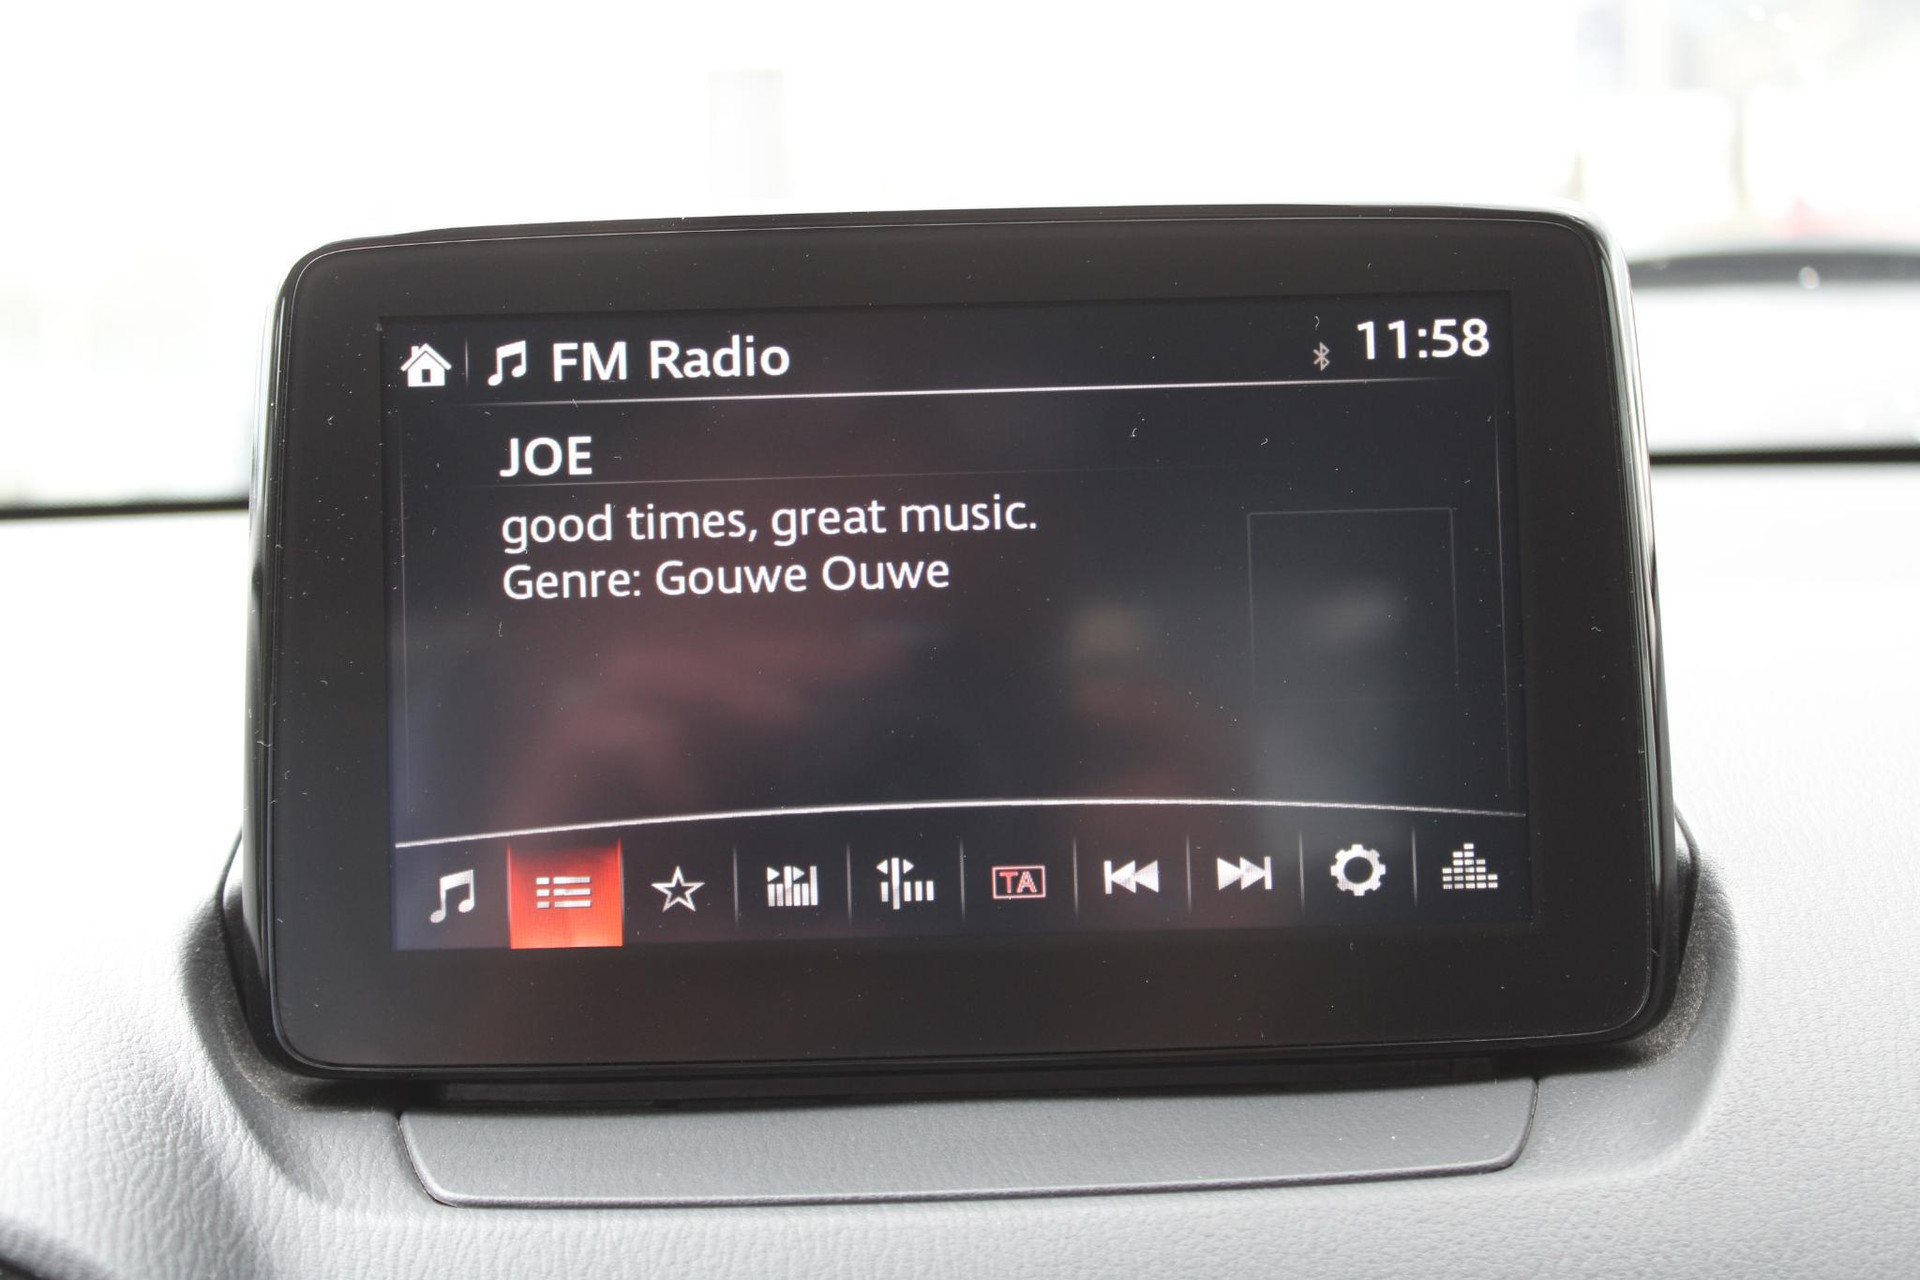 FM Radio
11:58
JOE
good times, great music.
Genre: Gouwe Ouwe
TA